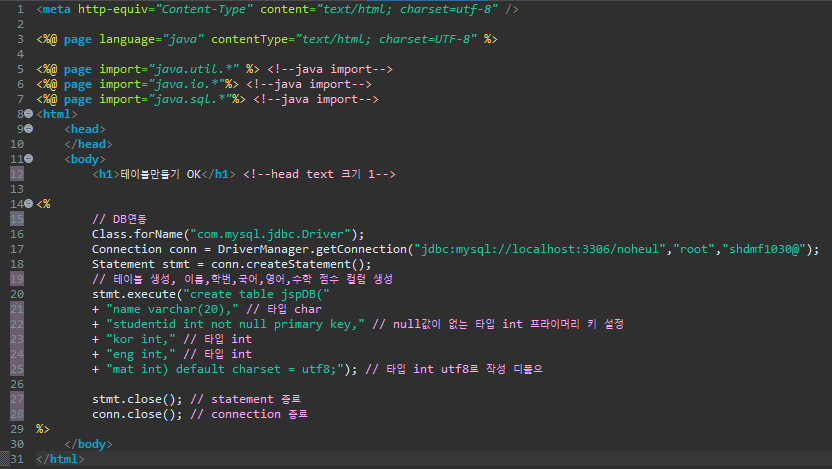 1 <meta http-equiv="Content-Type" content="text/html; charset=utf-8" />
2
3 <%@ page language="java" contentType="text/html; charset=UTF-8" %>
4
5 <%@ page import="java.util.*" %> <!--java import-->
6 <%@ page import="java.io.*"%> <!--java import-->
7 <%@ page import="java.sql.*"%> <!--java import-->
8 <html>
9 <head>
10 </head>
11 <body>
12 <h1>테이블만들기 OK</h1> <!--head text 크기 1-->
13
14 <%
15 // DB연동
16 Class.forName("com.mysql.jdbc.Driver");
17 Connection conn = DriverManager.getConnection("jdbc:mysql://localhost:3306/noheul","root","shdmf1030@");
18 Statement stmt = conn.createStatement();
19 // 테이블 생성, 이름,학번,국어,영어,수학 점수 컬럼 생성
20 stmt.execute("create table jspDB("
21 + "name varchar(20)," // 타입 char
22 + "studentid int not null primary key," // null값이 없는 타입 int 프라이머리 키 설정
23 + "kor int," // 타입 int
24 + "eng int," // 타입 int
25 + "mat int) default charset = utf8;"); // 타입 int utf8로 작성 디폴으
26
27 stmt.close(); // statement 종료
28 conn.close(); // connection 종료
29 %>
30 </body>
31 </html>